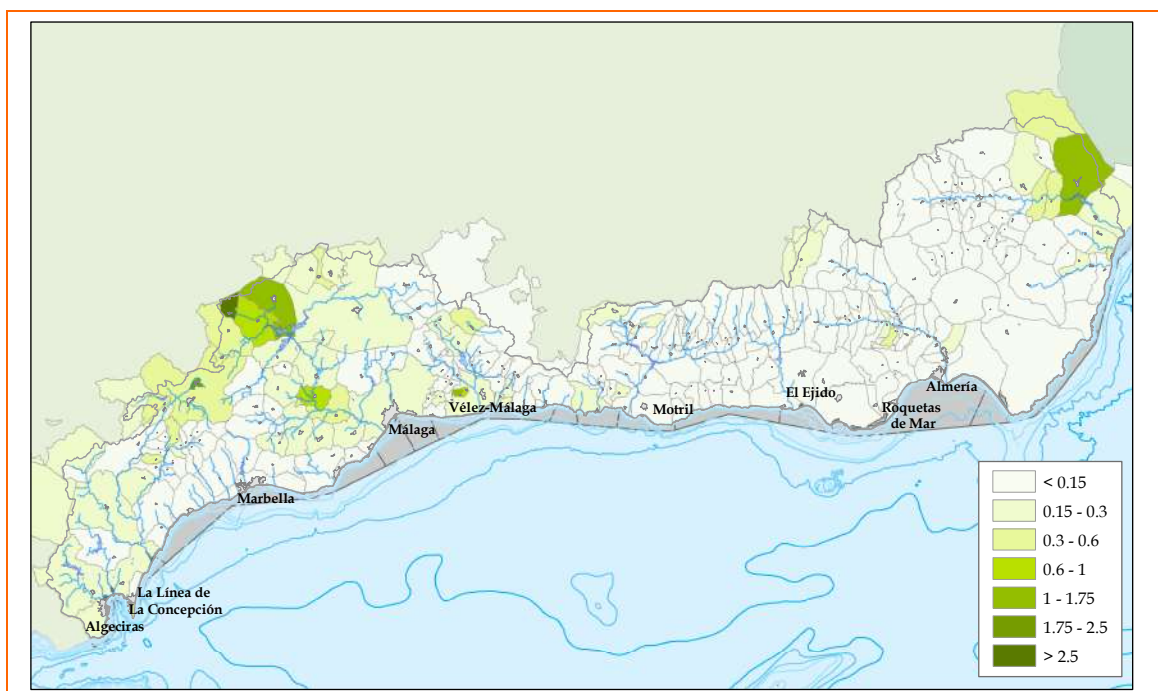 El Ejido
Almería
Vélez-Málaga
Motril
Roquetas
de Mar
Málaga
Marbella
La Línea de
La Concepción
Algeciras
< 0.15
0.15 - 0.3
0.3 - 0.6
0.6 - 1
1 - 1.75
1.75 - 2.5
> 2.5